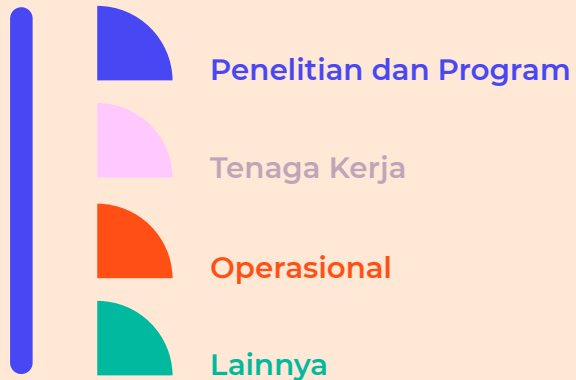 Penelitian dan Program
Tenaga Kerja
Operasional
Lainnya